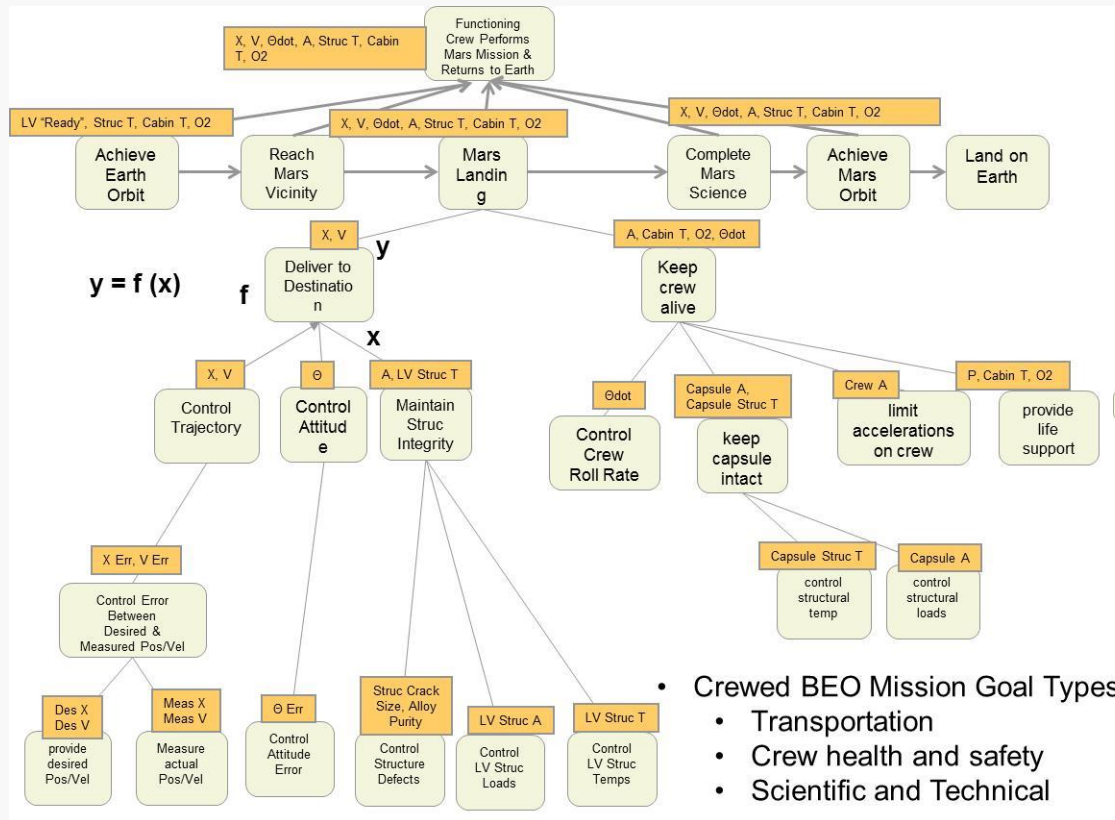 Functioning
Crew Performs
Mars Mission &
Returns to Earth
X, V, Θdot, A, Struc T, Cabin
T, O2
LV "Ready", Struc T, Cabin T, O2
X, V, Θdot, A, Struc T, Cabin T, O2
X, V, Θdot, A, Struc T, Cabin T, O2
Achieve
Earth
Orbit
Reach
Mars
Vicinity
Mars
Landin
g
Complete
Mars
Science
Achieve
Mars
Orbit
Land on
Earth
X, V
y
A, Cabin T, O2, Θdot
y = f (x)
f
Deliver to
Destinatio
n
x
Keep
crew
alive
X, V
Control
Trajectory
Θ
Control
Attitud
e
A, LV Struc T
Maintain
Struc
Integrity
Θdot
Control
Crew
Roll Rate
Capsule A,
Capsule Struc T
keep
capsule
intact
Crew A
limit
accelerations
on crew
P, Cabin T, O2
provide
life
support
X Err, V Err
Control Error
Between
Desired &
Measured Pos/Vel
Capsule Struc T
control
structural
temp
Capsule A
control
structural
loads
Des X
Des V
provide
desired
Pos/Vel
Meas X
Meas V
Measure
actual
Pos/Vel
Θ Err
Control
Attitude
Error
Struc Crack
Size, Alloy
Purity
Control
Structure
Defects
LV Struc A
Control
LV Struc
Loads
LV Struc T
Control
LV Struc
Temps
• Crewed BEO Mission Goal Types
• Transportation
• Crew health and safety
• Scientific and Technical